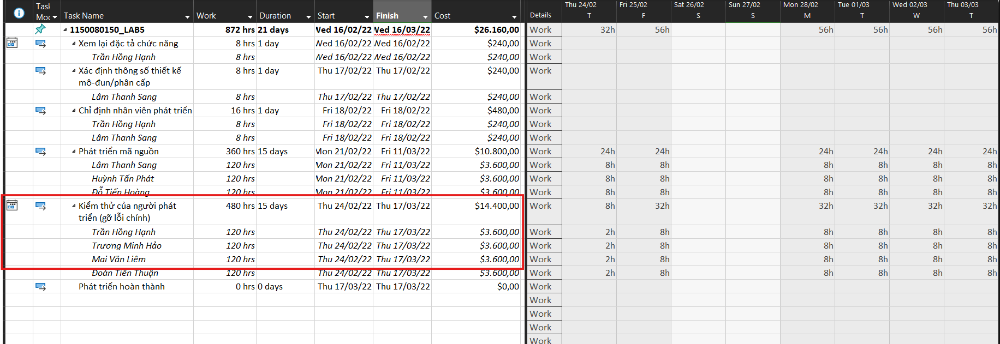 Task Mode Task Name Work Duration Start Finish Cost Details Thu 24/02 T Fri 25/02 F Sat 26/02 S Sun 27/02 S Mon 28/02 M Tue 01/03 T Wed 02/03 W Thu 03/03 T
1150080150_LAB5 872 hrs 21 days Wed 16/02/22 Wed 16/03/22 $26.160,00 Work 32h 56h 56h 56h 56h 56h
Xem lại đặc tả chức năng 8 hrs 1 day Wed 16/02/22 Wed 16/02/22 $240,00 Work
Trần Hồng Hạnh 8 hrs Wed 16/02/22 Wed 16/02/22 $240,00 Work
Xác định thông số thiết kế 8 hrs 1 day Thu 17/02/22 Thu 17/02/22 $240,00 Work
mô-đun/phân cấp
Lâm Thanh Sang 8 hrs Thu 17/02/22 Thu 17/02/22 $240,00 Work
Chỉ định nhân viên phát triển 16 hrs 1 day Fri 18/02/22 Fri 18/02/22 $480,00 Work
Trần Hồng Hạnh 8 hrs Fri 18/02/22 Fri 18/02/22 $240,00 Work
Lâm Thanh Sang 8 hrs Fri 18/02/22 Fri 18/02/22 $240,00 Work
Phát triển mã nguồn 360 hrs 15 days Mon 21/02/22 Fri 11/03/22 $10.800,00 Work 24h 24h 24h 24h 24h 24h
Lâm Thanh Sang 120 hrs Mon 21/02/22 Fri 11/03/22 $3.600,00 Work 8h 8h 8h 8h 8h 8h
Huỳnh Tấn Phát 120 hrs Mon 21/02/22 Fri 11/03/22 $3.600,00 Work 8h 8h 8h 8h 8h 8h
Đỗ Tiến Hoàng 120 hrs Mon 21/02/22 Fri 11/03/22 $3.600,00 Work 8h 8h 8h 8h 8h 8h
Kiểm thử của người phát 480 hrs 15 days Thu 24/02/22 Thu 17/03/22 $14.400,00 Work 8h 32h 32h 32h 32h 32h
triển (gỡ lỗi chính)
Trần Hồng Hạnh 120 hrs Thu 24/02/22 Thu 17/03/22 $3.600,00 Work 2h 8h 8h 8h 8h 8h
Trương Minh Hảo 120 hrs Thu 24/02/22 Thu 17/03/22 $3.600,00 Work 2h 8h 8h 8h 8h 8h
Mai Văn Liêm 120 hrs Thu 24/02/22 Thu 17/03/22 $3.600,00 Work 2h 8h 8h 8h 8h 8h
Đoàn Tiên Thuận 120 hrs Thu 24/02/22 Thu 17/03/22 $3.600,00 Work 2h 8h 8h 8h 8h 8h
Phát triển hoàn thành 0 hrs 0 days Thu 17/03/22 Thu 17/03/22 $0,00 Work
Work
Work
Work
Work